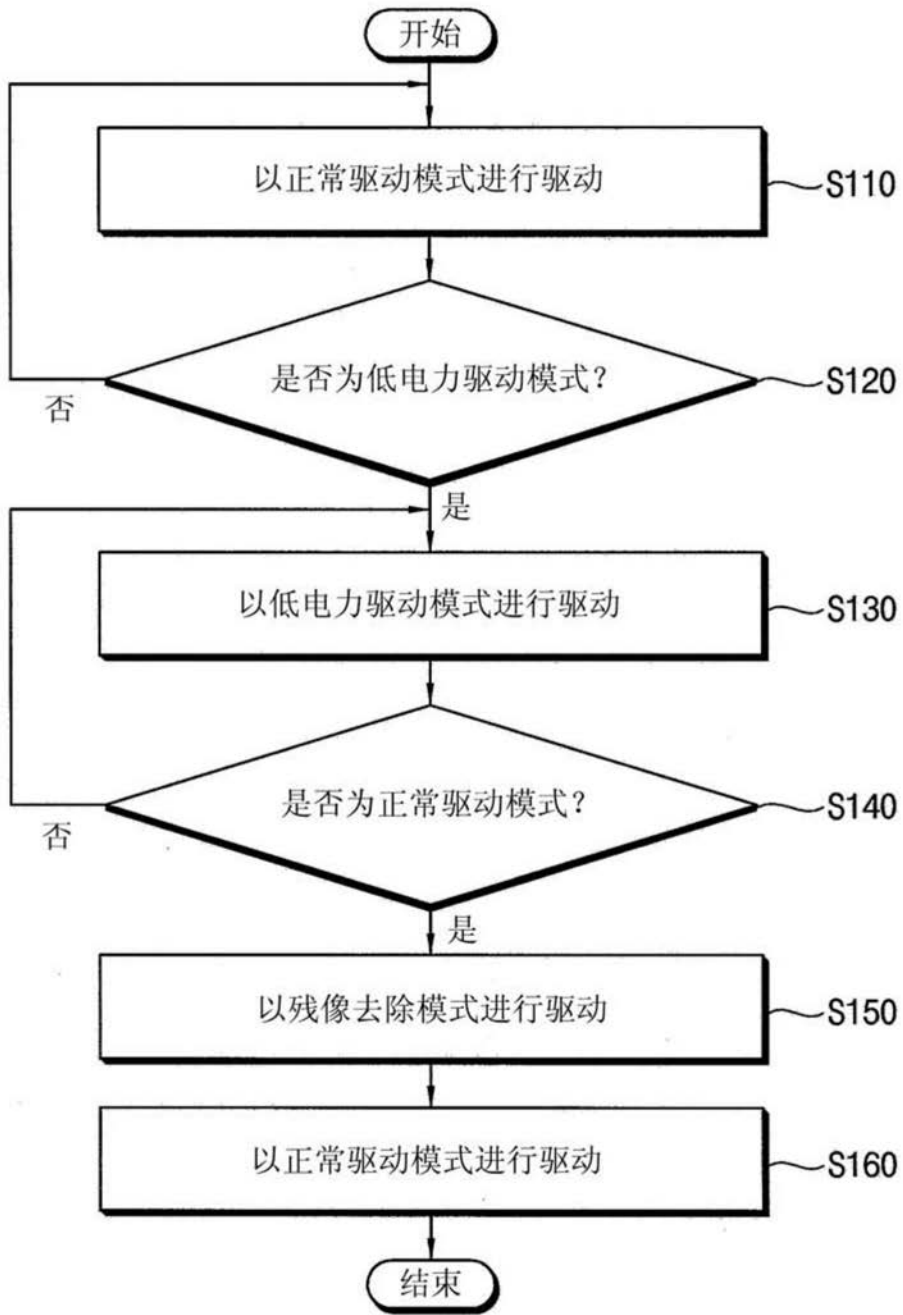 开始
以正常驱动模式进行驱动
S110
是否为低电力驱动模式?
S120
否
是
以低电力驱动模式进行驱动
S130
是否为正常驱动模式?
S140
否
是
以残像去除模式进行驱动
S150
以正常驱动模式进行驱动
S160
结束